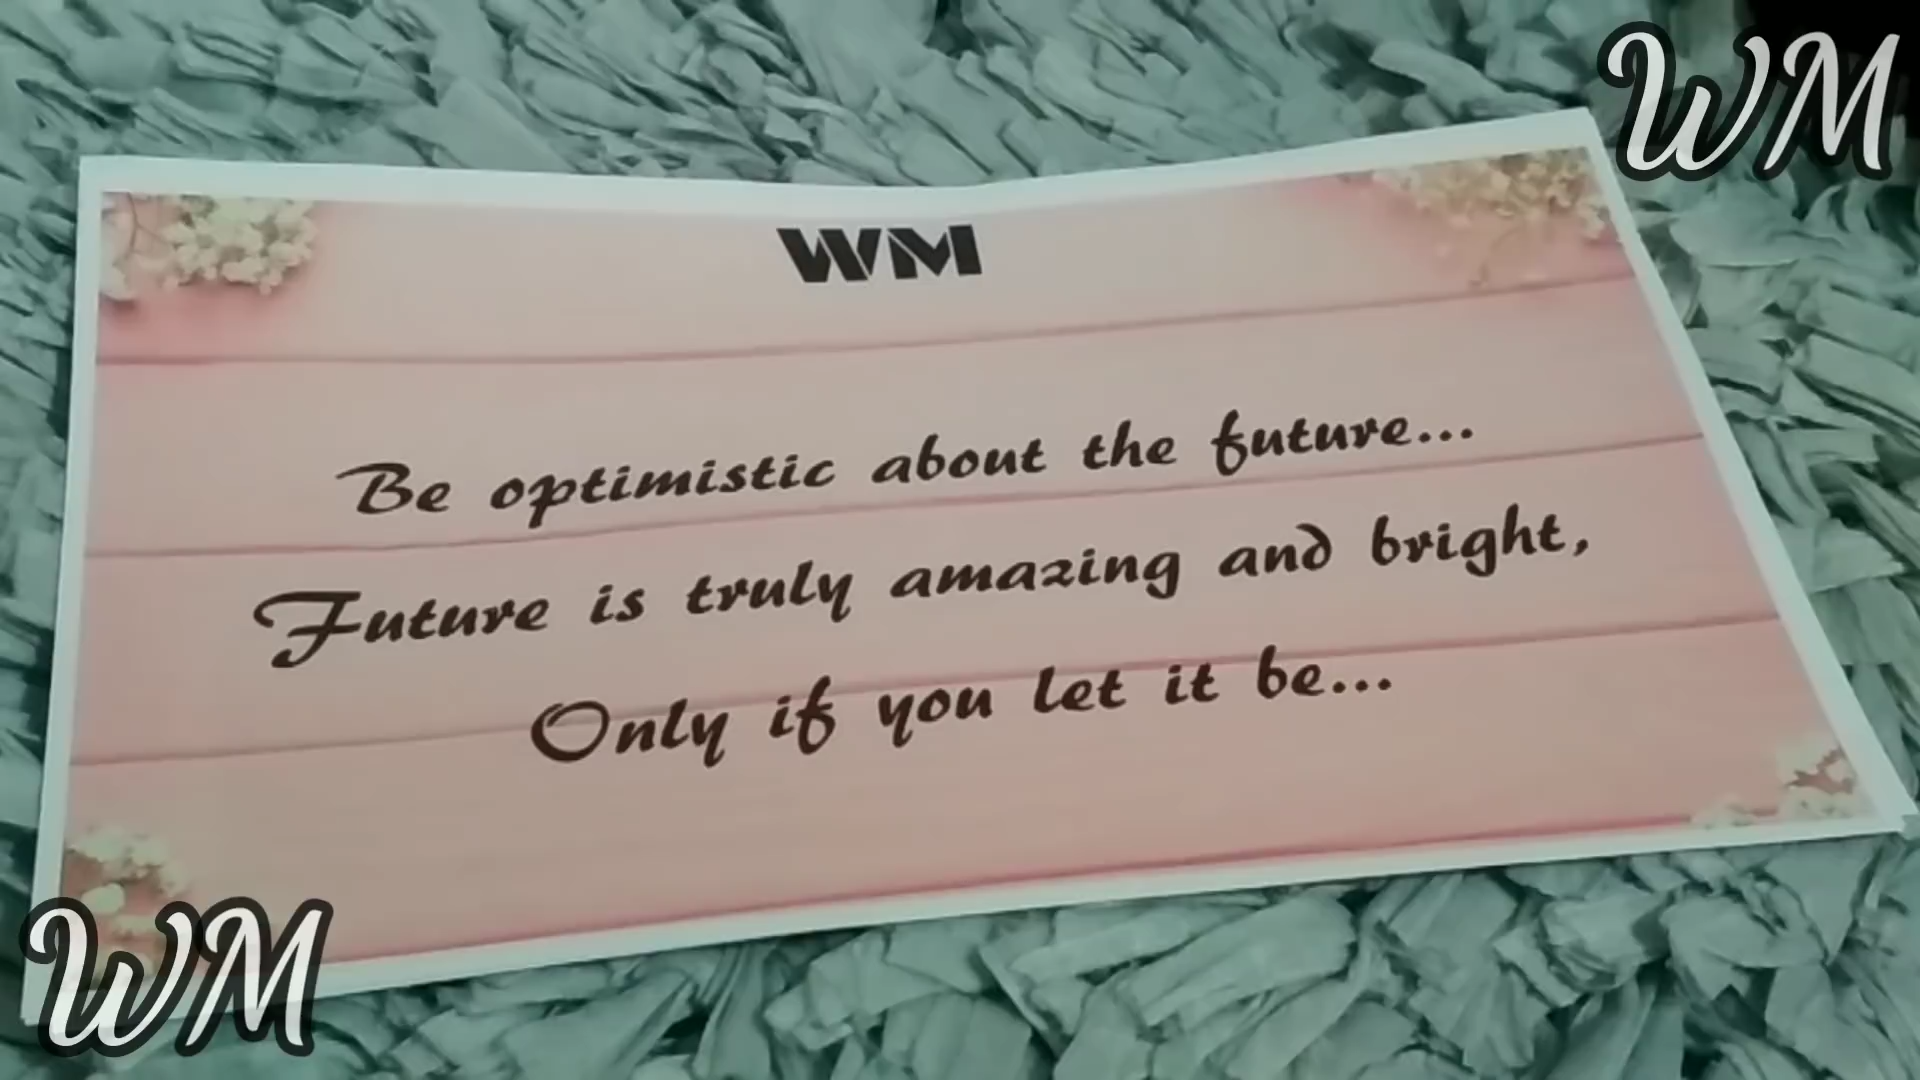 WM
WM
Be optimistic about the future...
Future is truly amazing and bright,
Only if you let it be...
WM